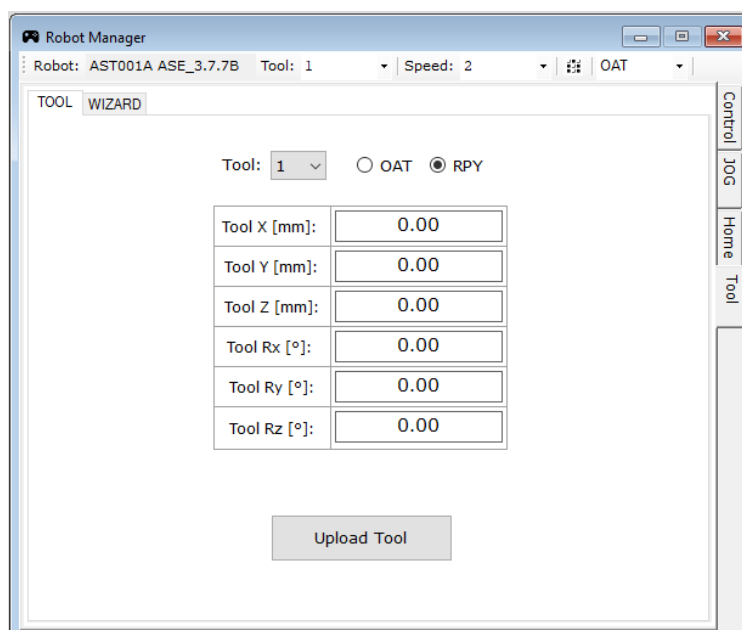 Robot Manager
Robot: AST001A ASE_3.7.7B Tool: 1 Speed: 2 OAT
TOOL WIZARD
Tool: 1 OAT RPY
Tool X [mm]: 0.00
Tool Y [mm]: 0.00
Tool Z [mm]: 0.00
Tool Rx [°]: 0.00
Tool Ry [°]: 0.00
Tool Rz [°]: 0.00
Upload Tool
Control
JOG
Home
Tool